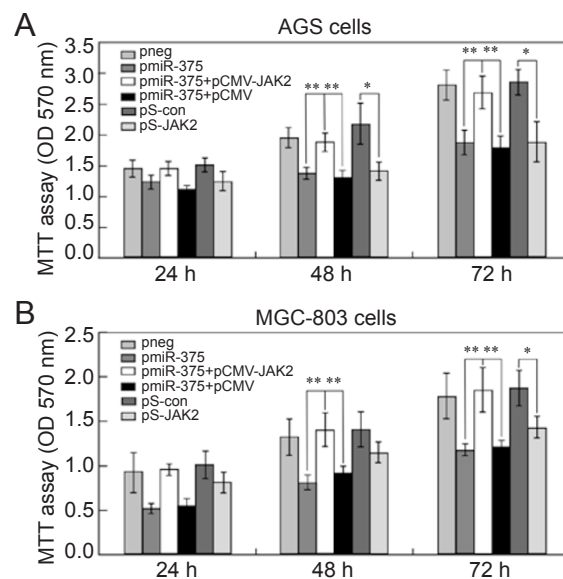 A
AGS cells
MTT assay (OD 570 nm)
3.5
3.0
2.5
2.0
1.5
1.0
0.5
0.0
pneg
pmiR-375
pmiR-375+pCMV-JAK2
pmiR-375+pCMV
pS-con
pS-JAK2
** ** *
** ** *
24 h 48 h 72 h
B
MGC-803 cells
MTT assay (OD 570 nm)
2.5
2.0
1.5
1.0
0.5
0.0
pneg
pmiR-375
pmiR-375+pCMV-JAK2
pmiR-375+pCMV
pS-con
pS-JAK2
** **
** ** *
24 h 48 h 72 h